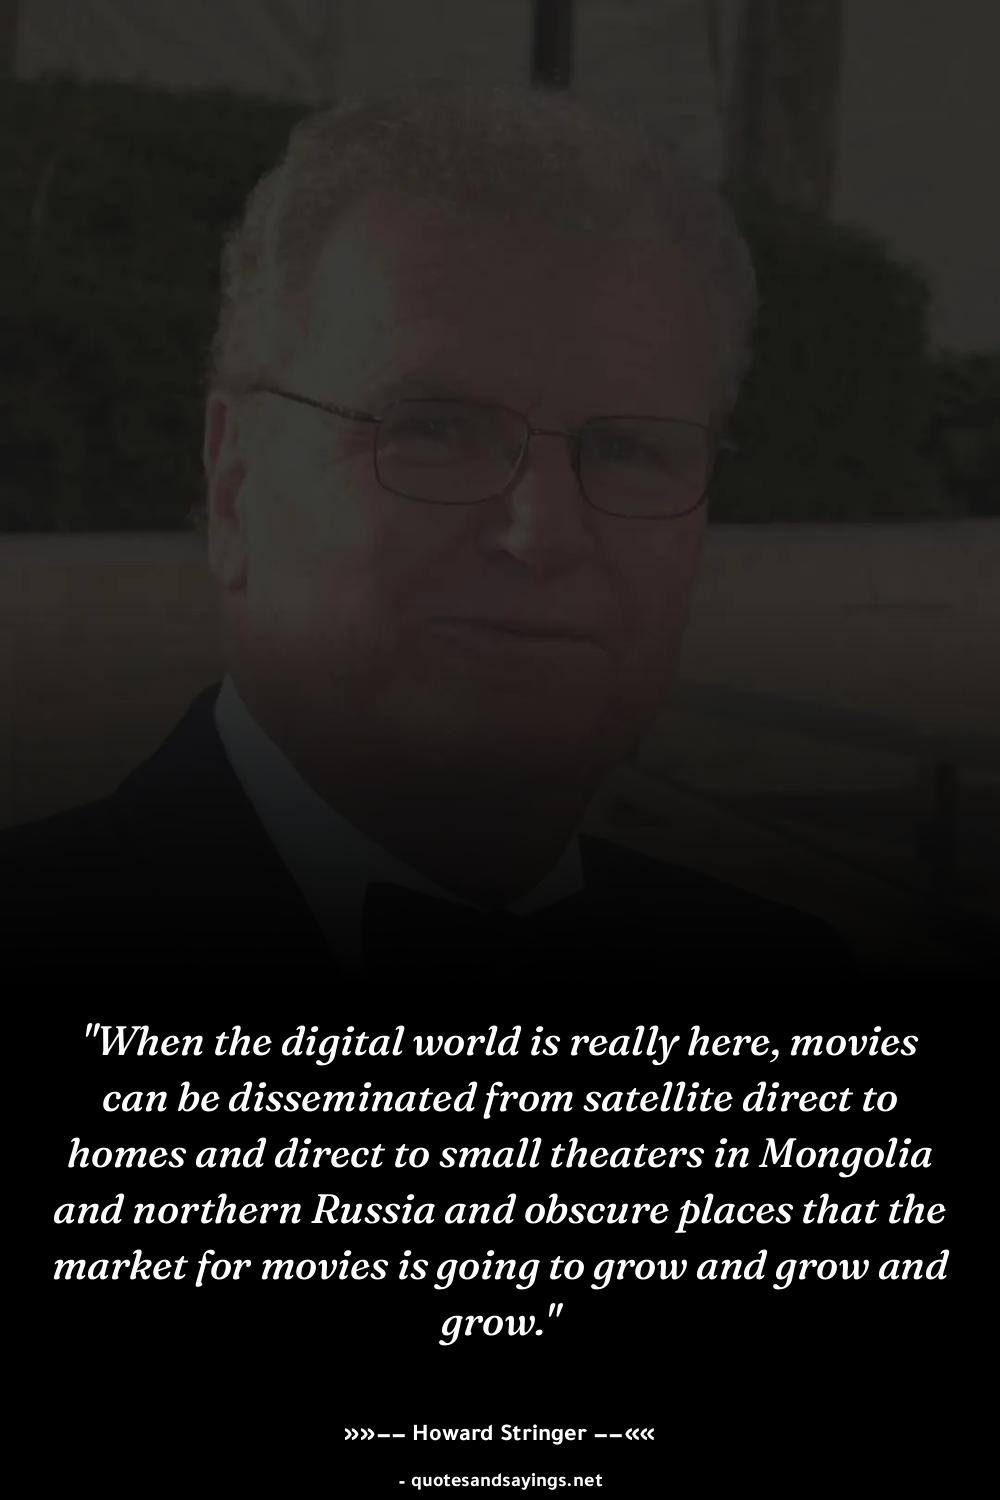 "When the digital world is really here, movies
can be disseminated from satellite direct to
homes and direct to small theaters in Mongolia
and northern Russia and obscure places that the
market for movies is going to grow and grow and
grow."
»»−− Howard Stringer −−««
- quotesandsayings.net